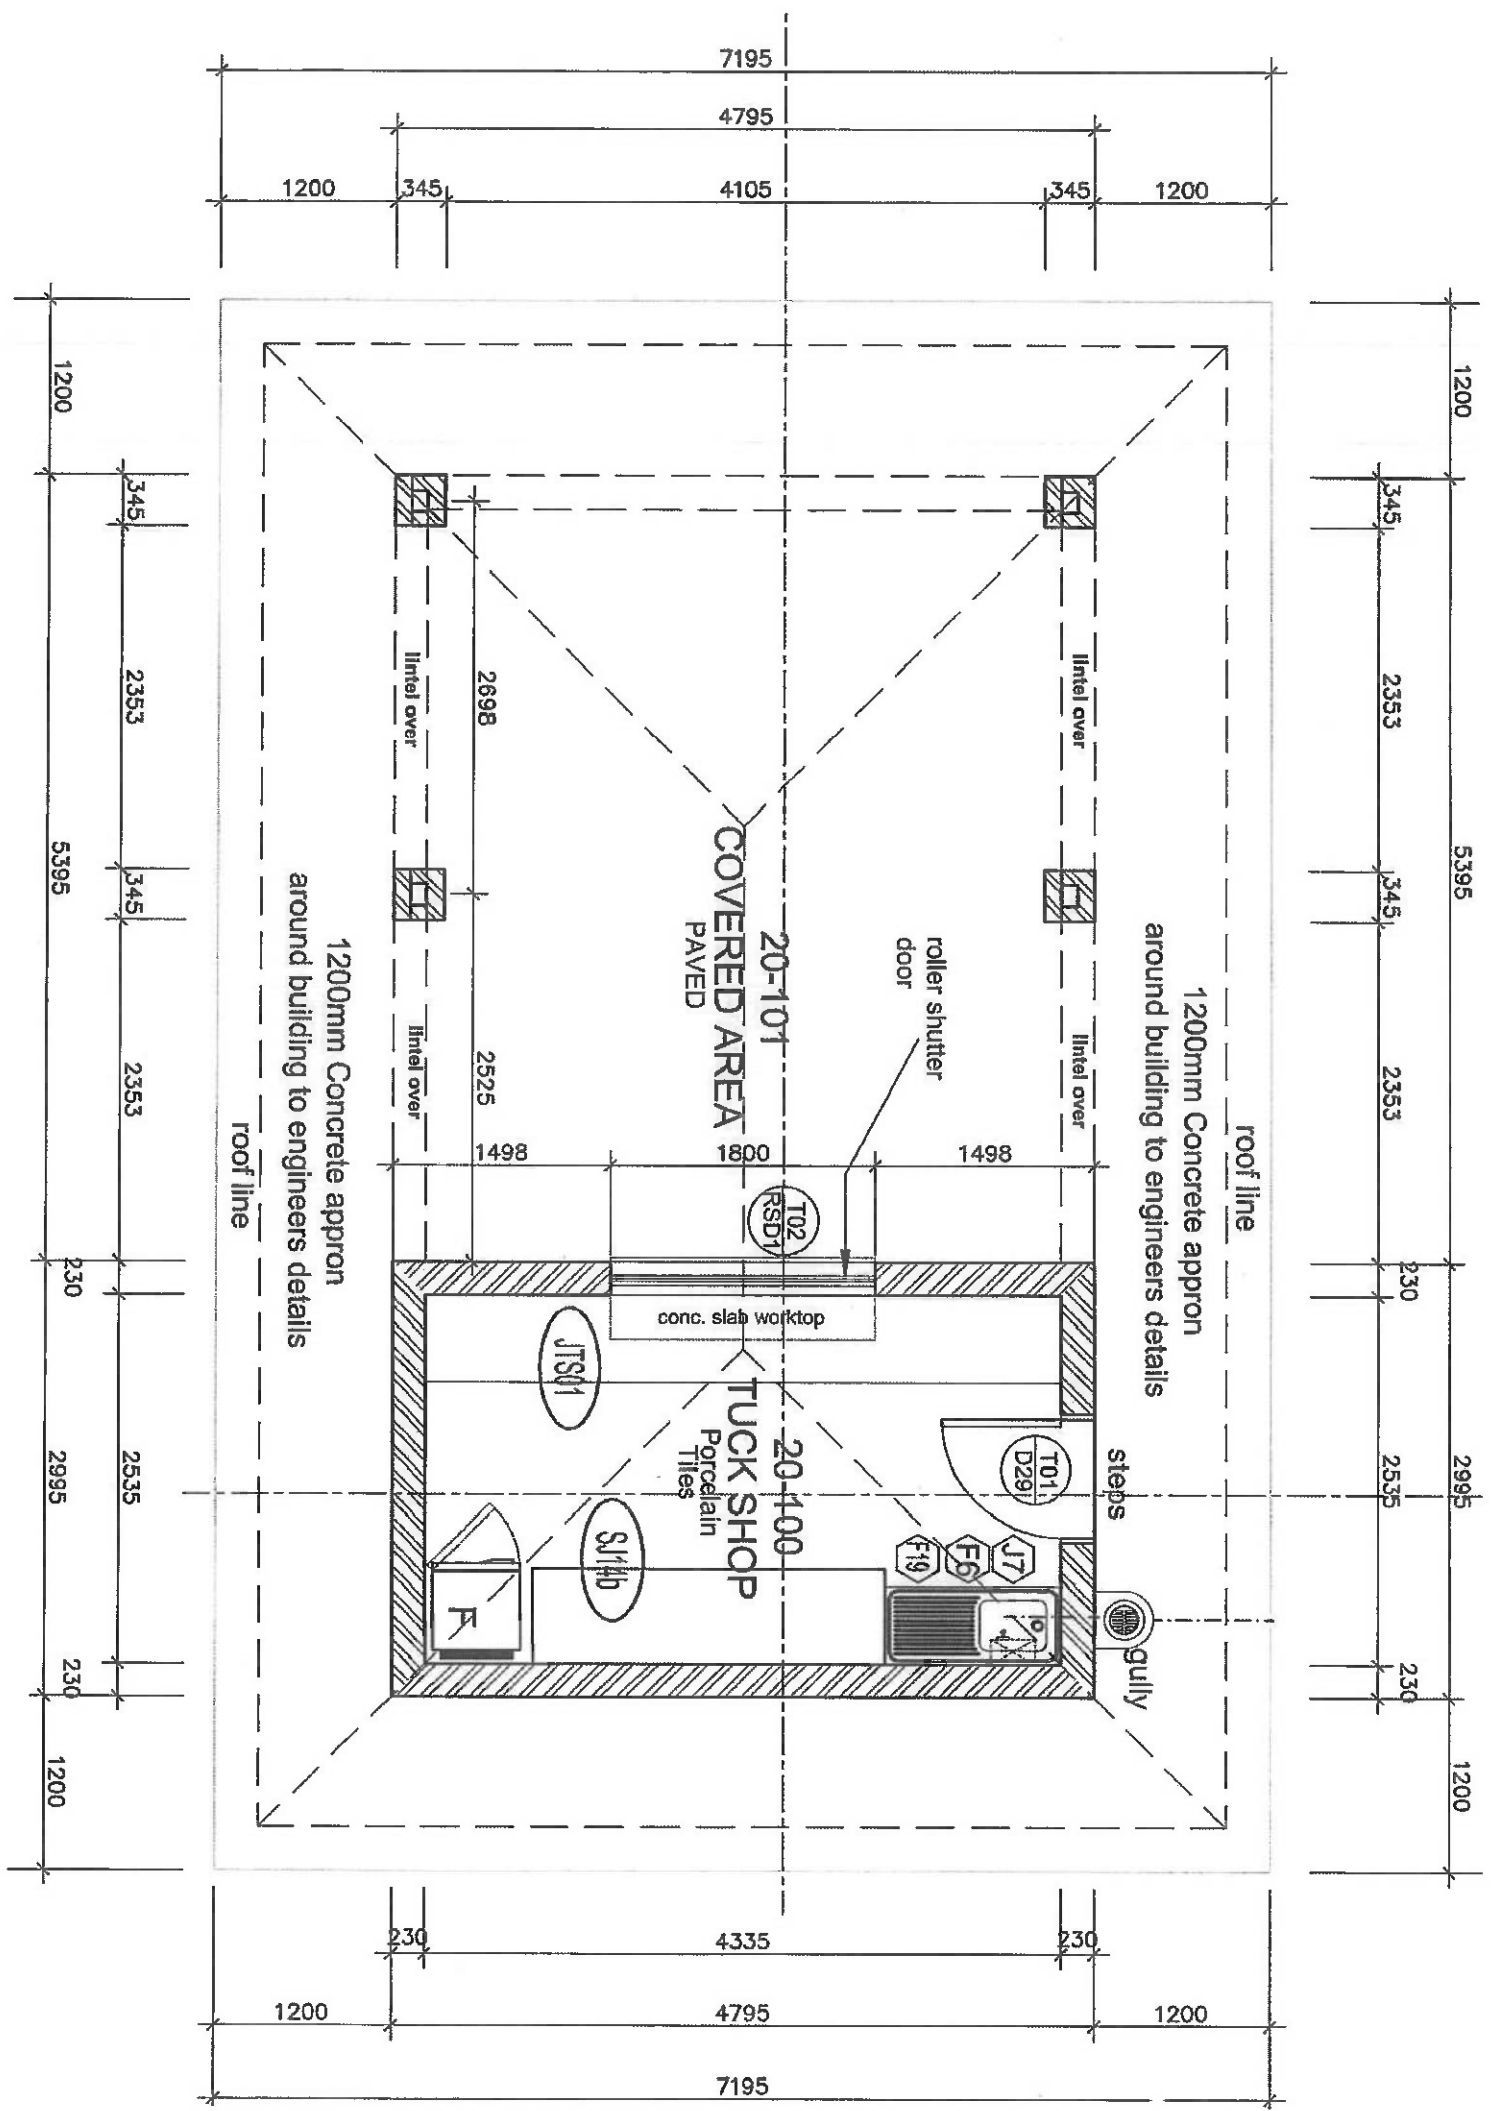 7195
4795
1200 345 4105 345 1200
1200
5395
2995
1200
345
2353
345
2353
230
2535
230
2698
2525
lintel over
lintel over
lintel over
lintel over
1200
5395
2995
1200
345
2353
345
2353
230
2535
230
roof line
1200mm Concrete appron
around building to engineers details
roof line
1200mm Concrete appron
around building to engineers details
roller shutter
door
20-101
COVERED AREA
PAVED
1498 1800 1498
T02
RSD1
conc. slab worktop
JTS01
20-100
TUCK SHOP
Porcelain
Tiles
T01
D29
steps
SJ14b
J7
F6
F19
F
gully
230 4335 230
1200 4795 1200
7195